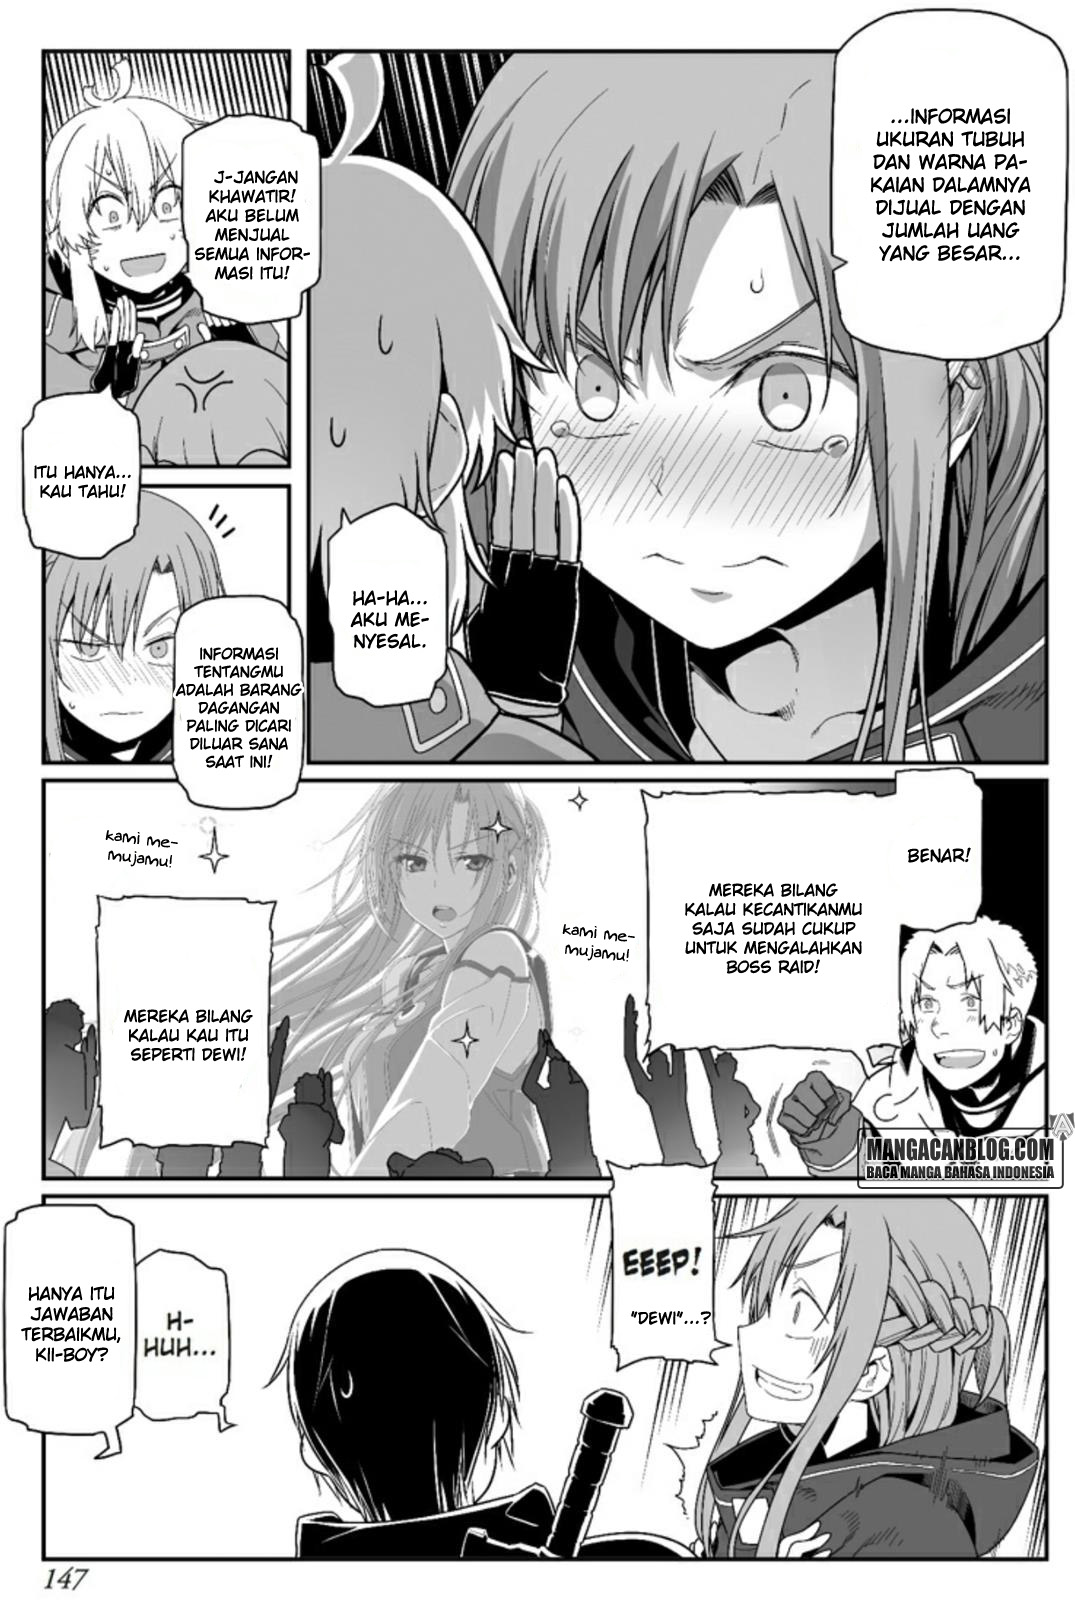 ...INFORMASI
UKURAN TUBUH
DAN WARNA PA-
KAIAN DALAMNYA
DIJUAL DENGAN
JUMLAH UANG
YANG BESAR...
HA-HA...
AKU ME-
NYESAL.
J-JANGAN
KHAWATIR!
AKU BELUM
MENJUAL
SEMUA INFOR-
MASI ITU!
ITU HANYA...
KAU TAHU!
INFORMASI
TENTANGMU
ADALAH BARANG
DAGANGAN
PALING DICARI
DILUAR SANA
SAAT INI!
BENAR!
MEREKA BILANG
KALAU KECANTIKANMU
SAJA SUDAH CUKUP
UNTUK MENGALAHKAN
BOSS RAID!
kami me-
mujamu!
kami me-
mujamu!
MEREKA BILANG
KALAU KAU ITU
SEPERTI DEWI!
MANGACANBLOG.COM
BACA MANGA BAHASA INDONESIA
EEEP!
"DEWI"...?
H-
HUH...
HANYA ITU
JAWABAN
TERBAIKMU,
KII-BOY?
147